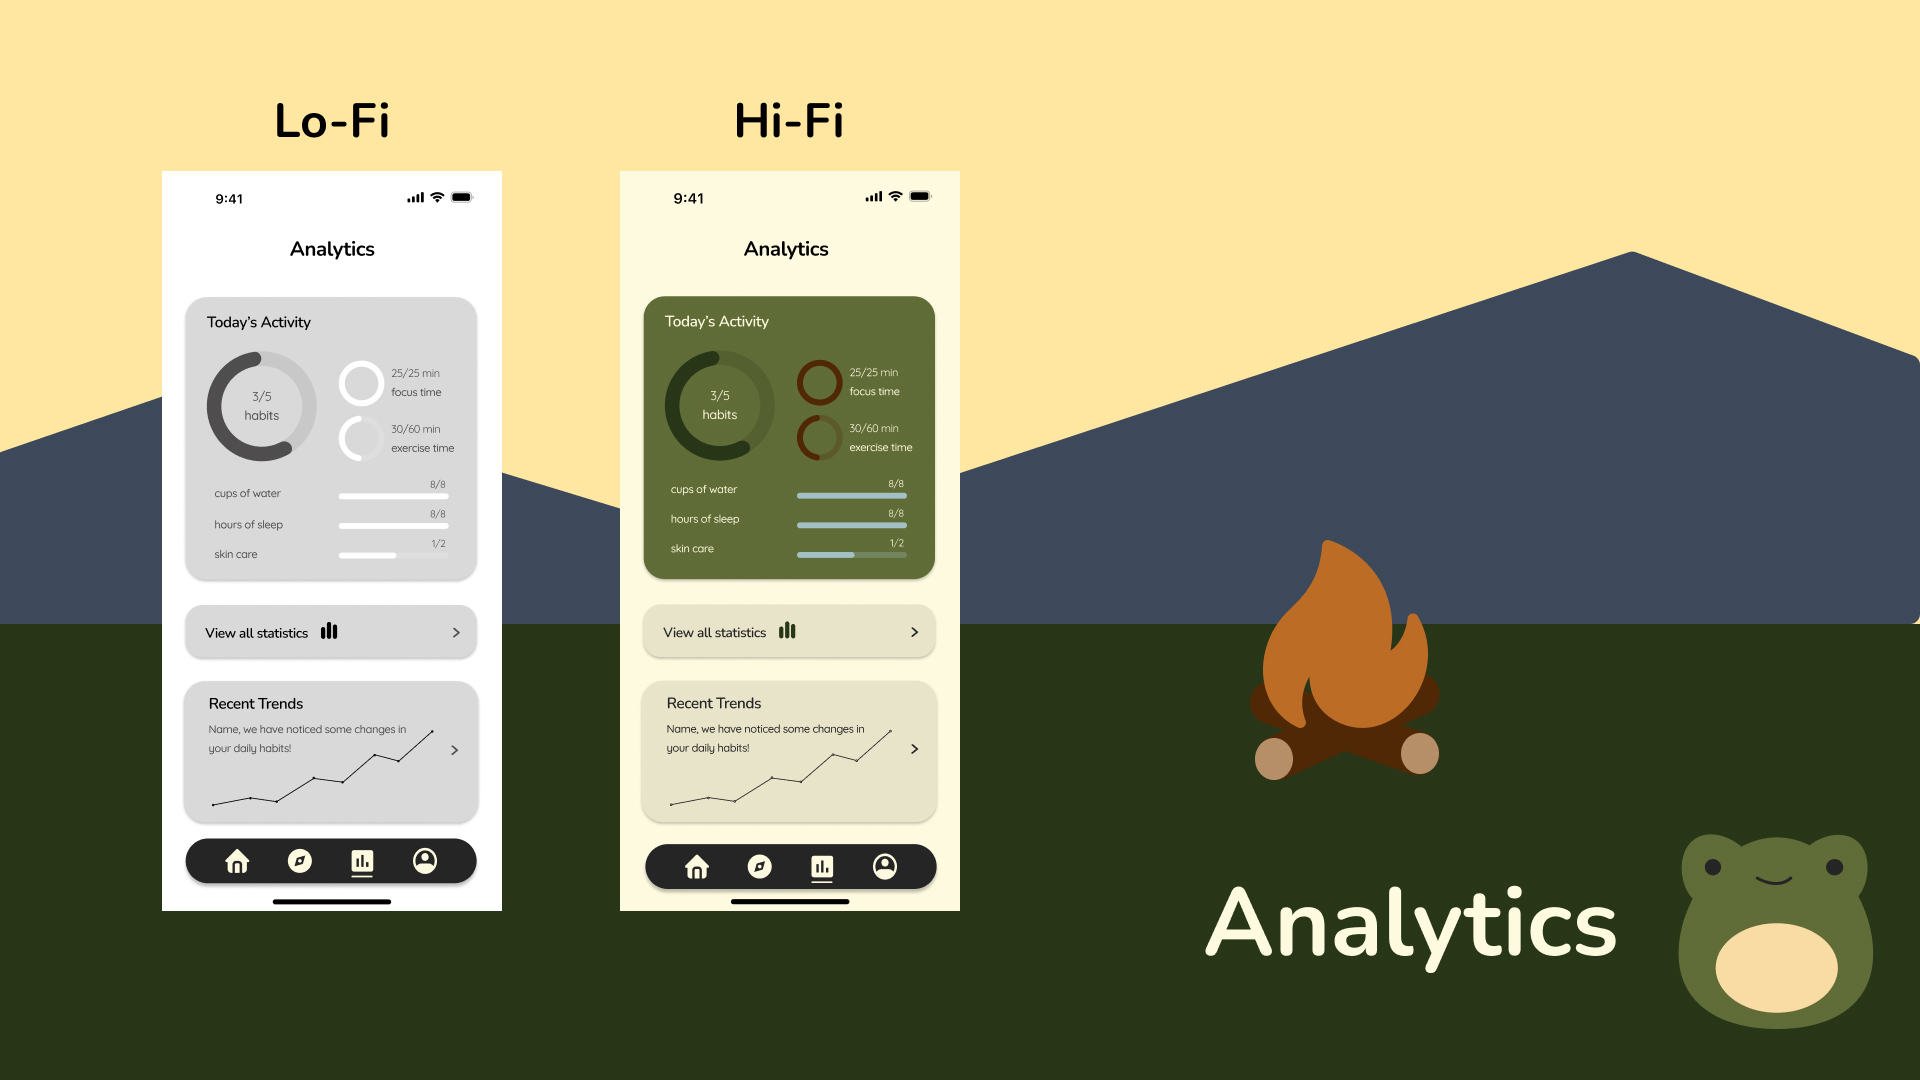 Lo-Fi
9:41
Analytics
Today's Activity
3/5
habits
25/25 min
focus time
30/60 min
exercise time
cups of water
8/8
hours of sleep
8/8
skin care
1/2
View all statistics
Recent Trends
Name, we have noticed some changes in
your daily habits!
Hi-Fi
9:41
Analytics
Today's Activity
3/5
habits
25/25 min
focus time
30/60 min
exercise time
cups of water
8/8
hours of sleep
8/8
skin care
1/2
View all statistics
Recent Trends
Name, we have noticed some changes in
your daily habits!
Analytics